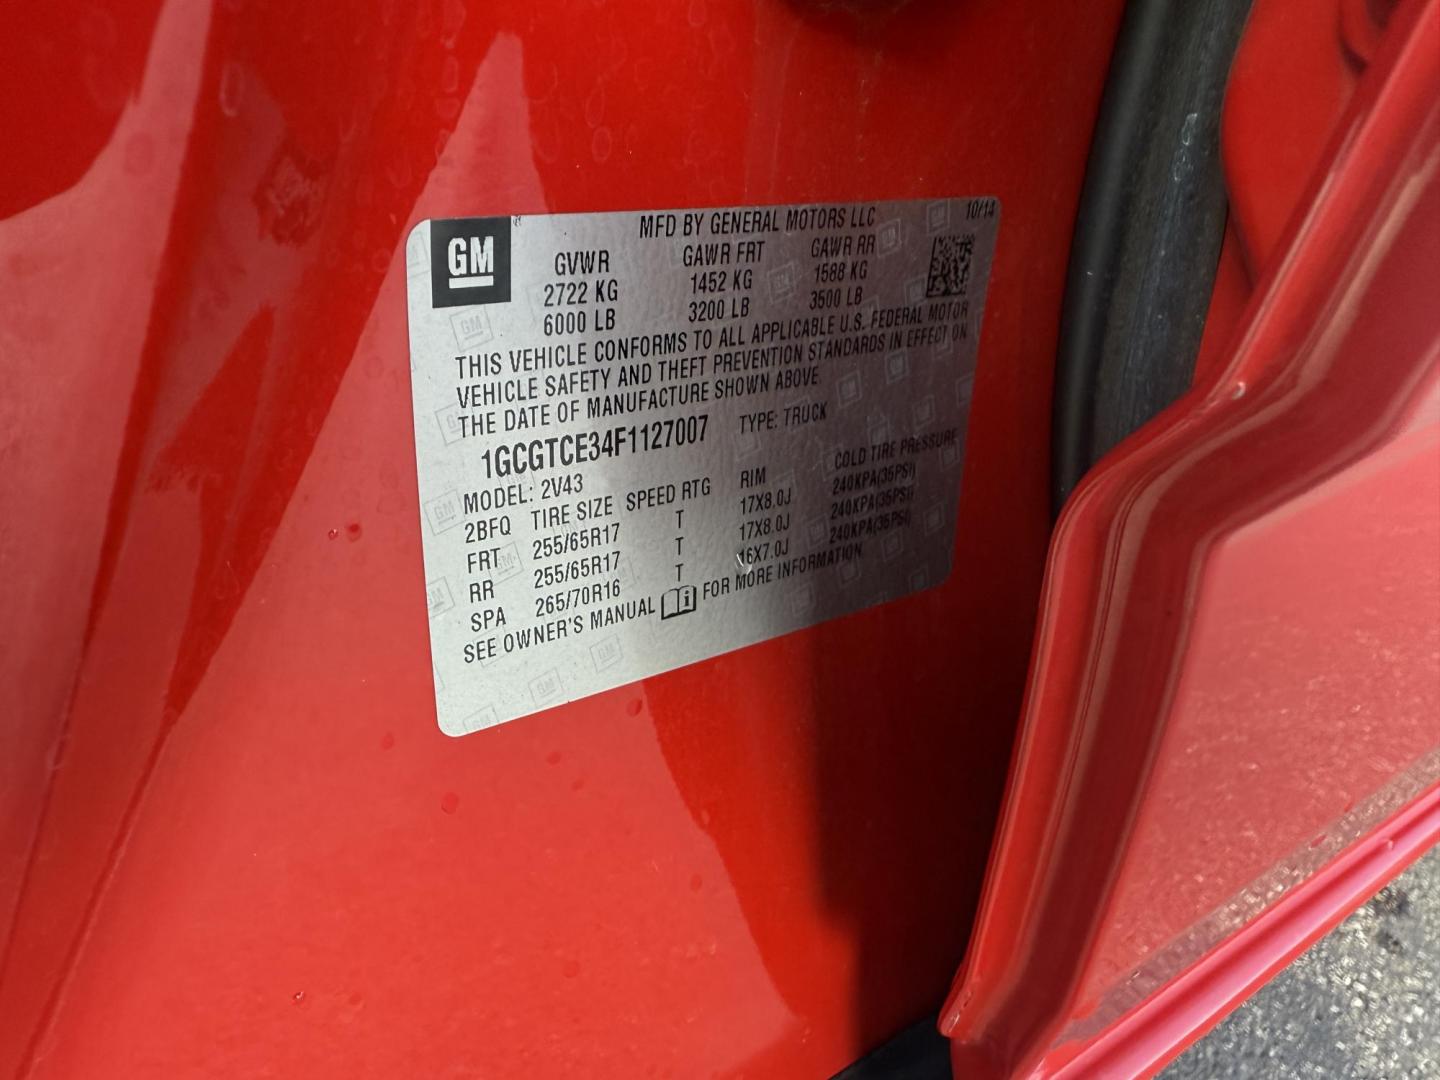 MFD BY GENERAL MOTORS LLC 10/14
GM
GVWR GAWR FRT GAWR RR
2722 KG 1452 KG 1588 KG
6000 LB 3200 LB 3500 LB
THIS VEHICLE CONFORMS TO ALL APPLICABLE U.S. FEDERAL MOTOR
VEHICLE SAFETY AND THEFT PREVENTION STANDARDS IN EFFECT ON
THE DATE OF MANUFACTURE SHOWN ABOVE.
1GCGTCE34F1127007 TYPE: TRUCK
MODEL: 2V43
2BFQ TIRE SIZE SPEED RTG RIM COLD TIRE PRESSURE
FRT 255/65R17 T 17X8.0J 240KPA(35PSI)
RR 255/65R17 T 17X8.0J 240KPA(35PSI)
SPA 265/70R16 T 16X7.0J 240KPA(35PSI)
SEE OWNER'S MANUAL FOR MORE INFORMATION